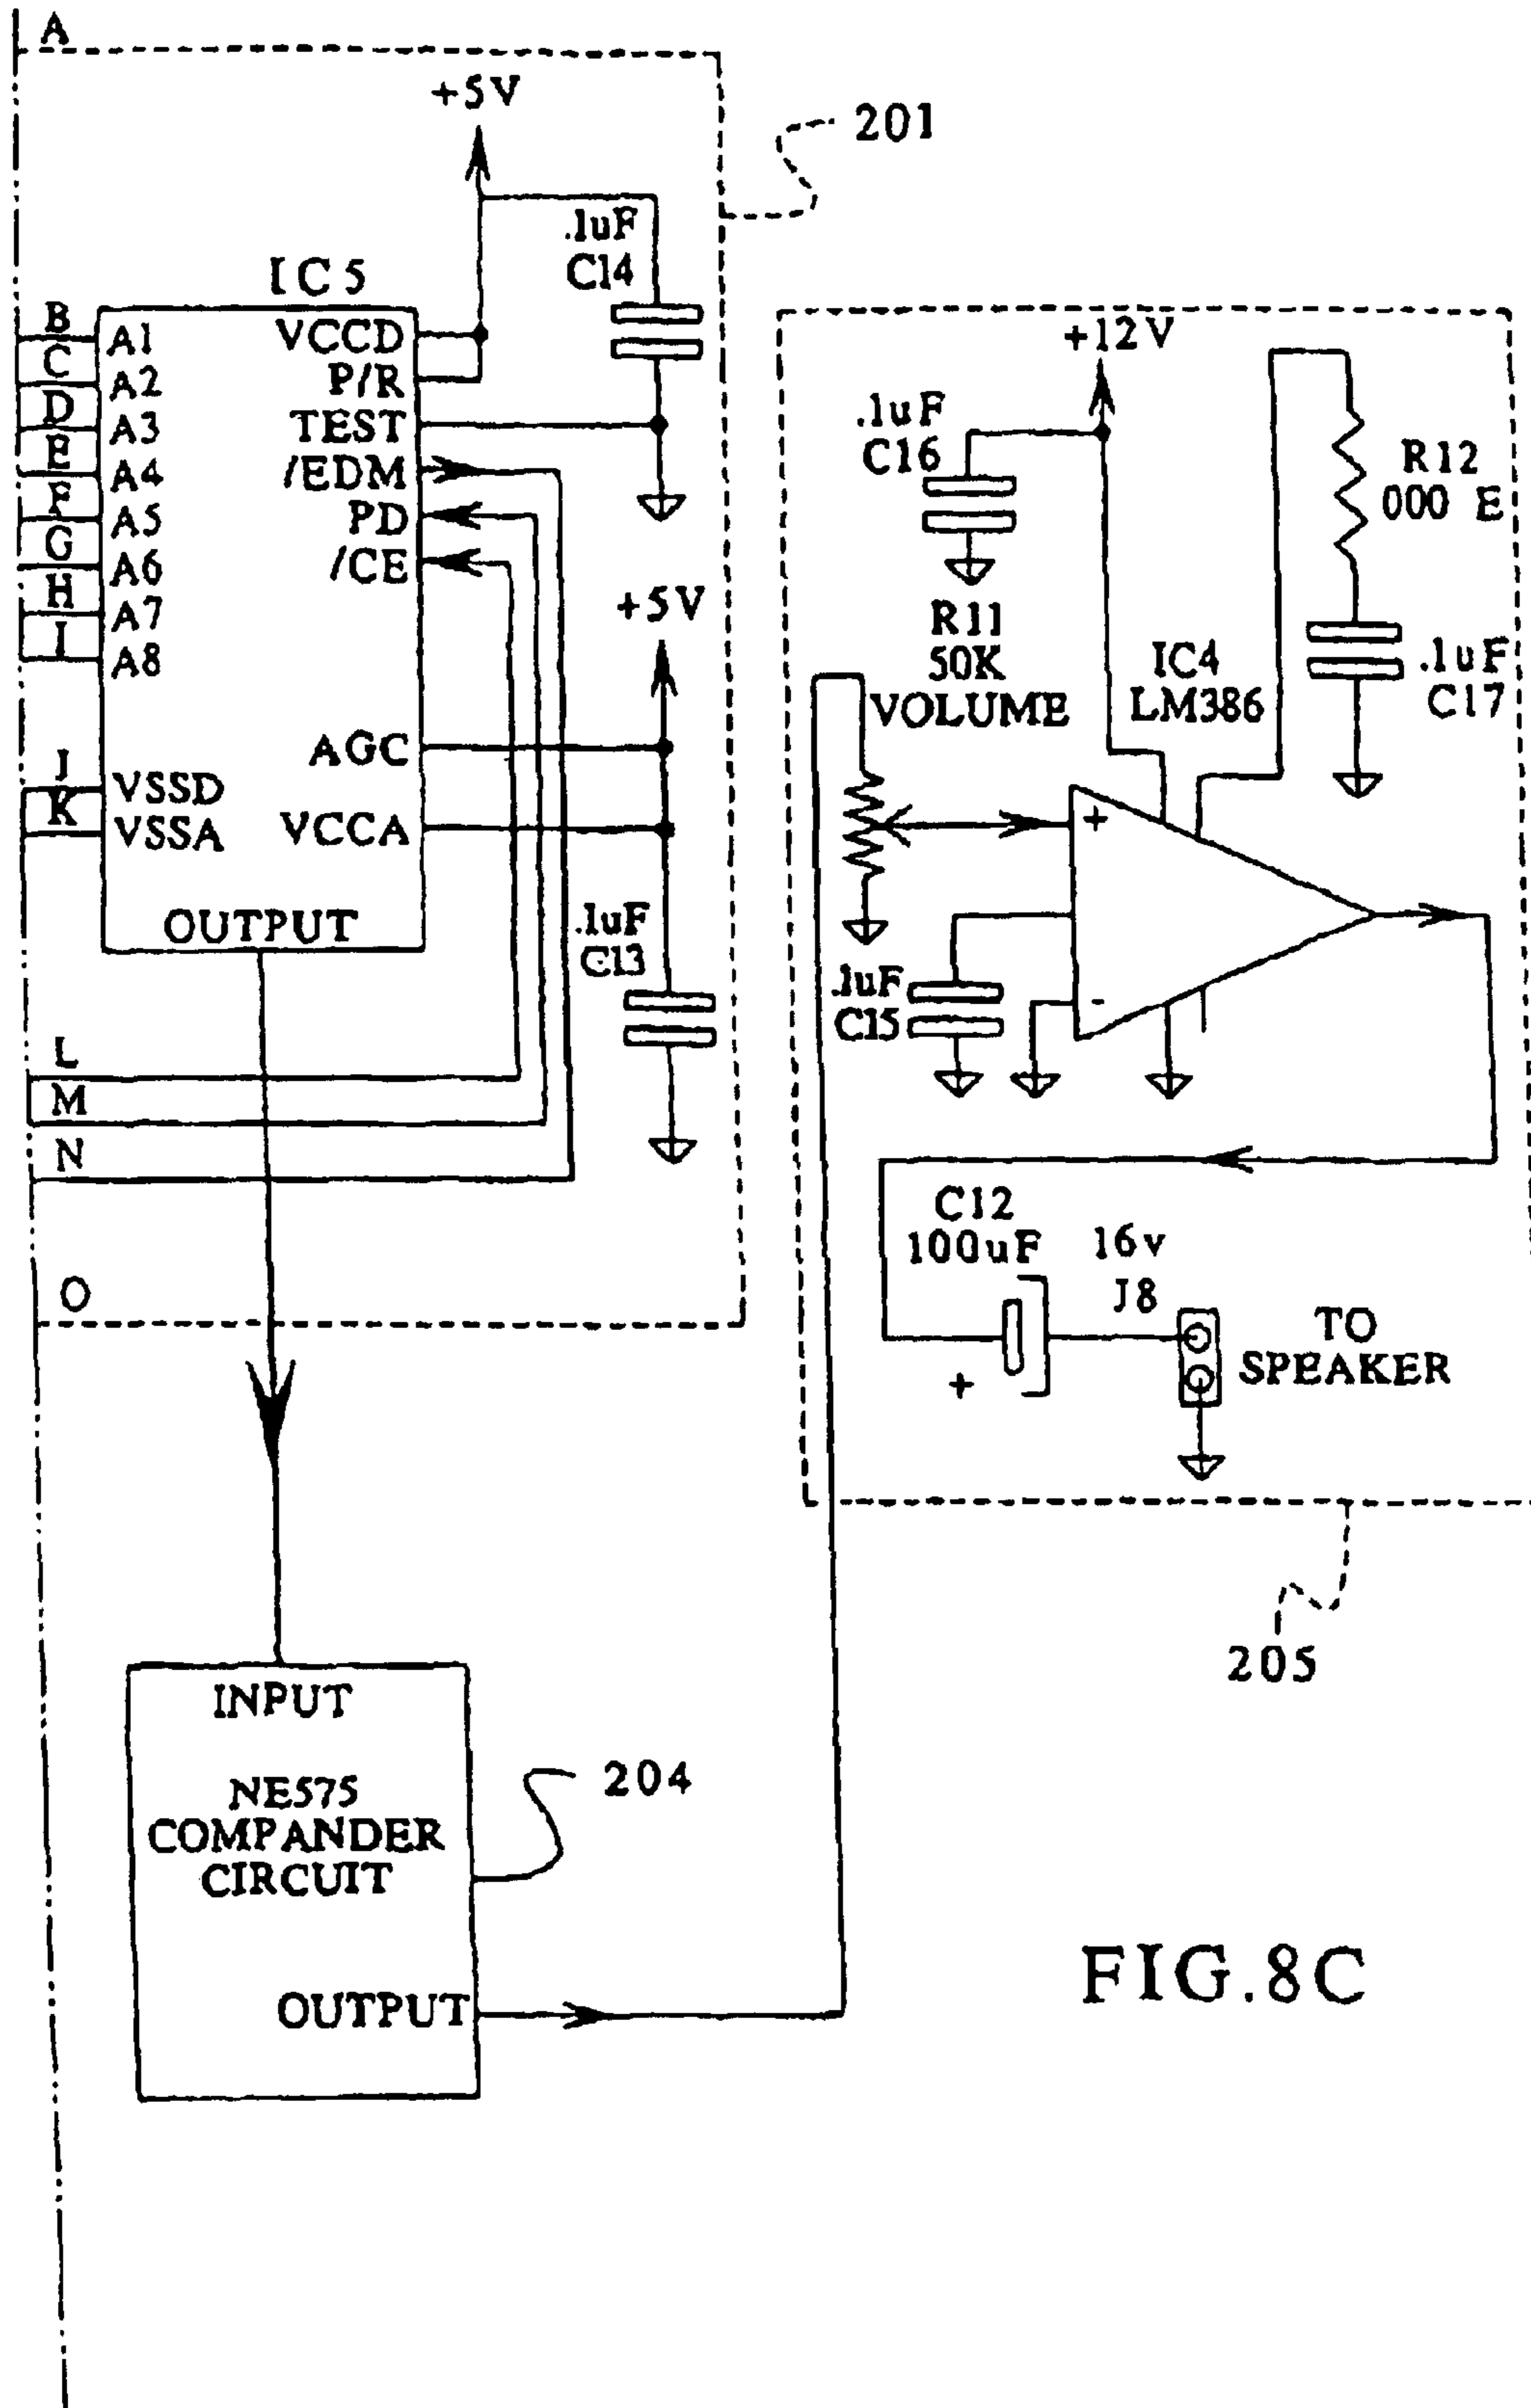 A
+5V
201
.1uF
C14
IC5
B
C
D
E
F
G
H
I
A1
A2
A3
A4
A5
A6
A7
A8
VCCD
P/R
TEST
/EDM
PD
/CE
+5V
AGC
VCCA
J
K
VSSD
VSSA
OUTPUT
.1uF
C13
L
M
N
O
+12V
.1uF
C16
R12
000 E
R11
50K
VOLUME
IC4
LM386
.1uF
C17
+
-
.1uF
C15
C12
100uF
16v
J8
+
TO
SPEAKER
205
INPUT
NE575
COMPANDER
CIRCUIT
204
OUTPUT
FIG.8C